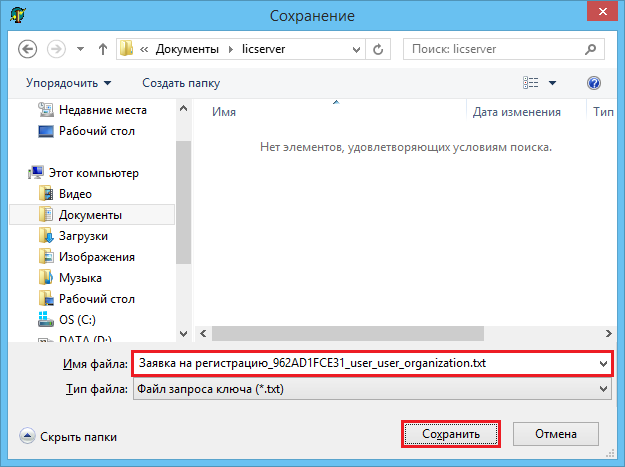 Сохранение
« Документы licserver
Поиск: licserver
Упорядочить Создать папку
Имя Дата изменения Тип
Нет элементов, удовлетворяющих условиям поиска.
Недавние места
Рабочий стол
Этот компьютер
Видео
Документы
Загрузки
Изображения
Музыка
Рабочий стол
OS (C:)
DATA (D:)
Имя файла: Заявка на регистрацию_962AD1FCE31_user_user_organization.txt
Тип файла: Файл запроса ключа (*.txt)
Скрыть папки Сохранить Отмена